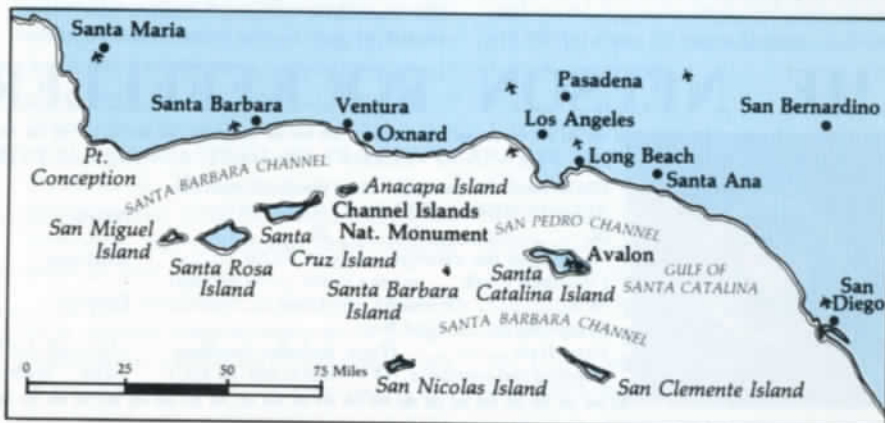 Santa Maria
Pasadena
San Bernardino
Santa Barbara
Ventura
Los Angeles
Oxnard
Long Beach
Pt.
Conception
SANTA BARBARA CHANNEL
Santa Ana
Anacapa Island
Channel Islands
Nat. Monument
SAN PEDRO CHANNEL
San Miguel
Island
Santa
Cruz Island
Santa Rosa
Island
Avalon
Santa
Catalina Island
GULF OF
SANTA CATALINA
San
Diego
Santa Barbara
Island
SANTA BARBARA CHANNEL
0 25 50 75 Miles
San Nicolas Island
San Clemente Island